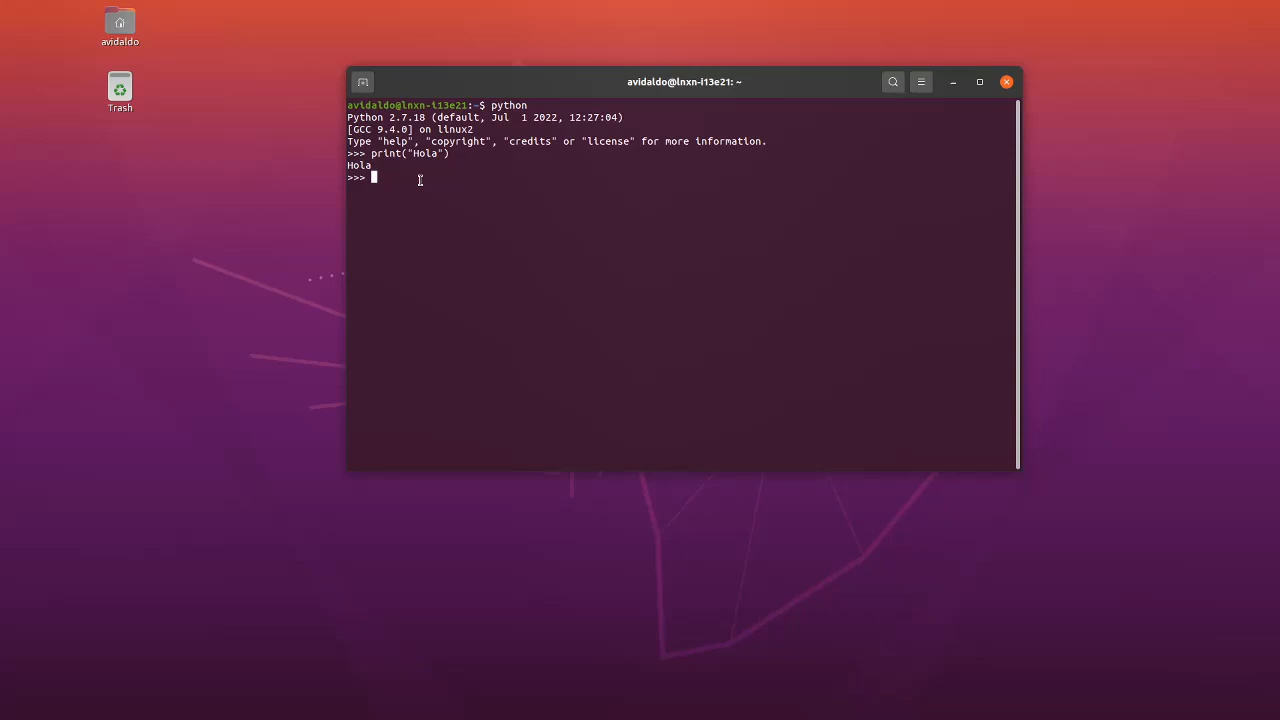 avidaldo
Trash
avidaldo@lnxn-i13e21: ~
avidaldo@lnxn-i13e21:~$ python
Python 2.7.18 (default, Jul  1 2022, 12:27:04)
[GCC 9.4.0] on linux2
Type "help", "copyright", "credits" or "license" for more information.
>>> print("Hola")
Hola
>>>